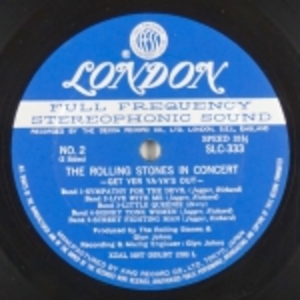 LONDON
FULL FREQUENCY
STEREOPHONIC SOUND
RECORDED BY THE DECCA RECORD CO., LTD. LONDON, S.E.1, ENGLAND
NO. 2
SPEED 33⅓
(2 Sides)
SLC-333
THE ROLLING STONES IN CONCERT
—GET YER YA-YA'S OUT—
Band 1—SYMPATHY FOR THE DEVIL (Jagger, Richard)
Band 2—LIVE WITH ME (Jagger, Richard)
Band 3—LITTLE QUEENIE (Berry)
Band 4—HONKY TONK WOMEN (Jagger, Richard)
Band 5—STREET FIGHTING MAN (Jagger, Richard)
Produced by The Rolling Stones &
Glyn Johns
Recording & Mixing Engineer: Glyn Johns
MANUFACTURED BY KING RECORD CO., LTD. TOKYO, JAPAN